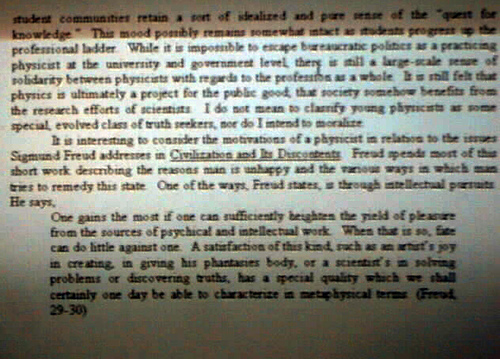 student communities retain a sort of idealized and pure sense of the "quest for
knowledge." This mood possibly remains somewhat intact as students progress up the
professional ladder. While it is impossible to escape bureaucratic politics as a practicing
physicist at the university and government level, there is still a large-scale sense of
solidarity between physicists with regards to the profession as a whole. It is still felt that
physics is ultimately a project for the public good, that society somehow benefits from
the research efforts of scientists. I do not mean to classify young physicists as some
special, evolved class of truth seekers, nor do I intend to moralize.
It is interesting to consider the motivations of a physicist in relation to the issues
Sigmund Freud addresses in Civilization and Its Discontents. Freud spends most of this
short work describing the reasons man is unhappy and the various ways in which man
tries to remedy this state. One of the ways, Freud states, is through intellectual pursuits.
He says,
One gains the most if one can sufficiently heighten the yield of pleasure
from the sources of psychical and intellectual work. When that is so, fate
can do little against one. A satisfaction of this kind, such as an artist's joy
in creating, in giving his phantasies body, or a scientist's in solving
problems or discovering truths, has a special quality which we shall
certainly one day be able to characterize in metaphysical terms. (Freud,
29-30)